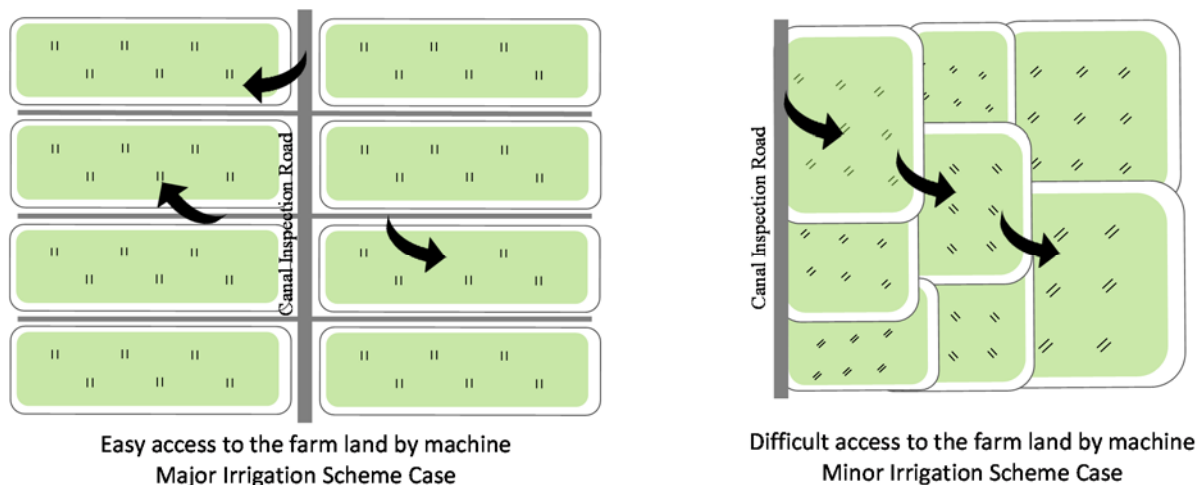 Canal Inspection Road
Easy access to the farm land by machine
Major Irrigation Scheme Case
Canal Inspection Road
Difficult access to the farm land by machine
Minor Irrigation Scheme Case